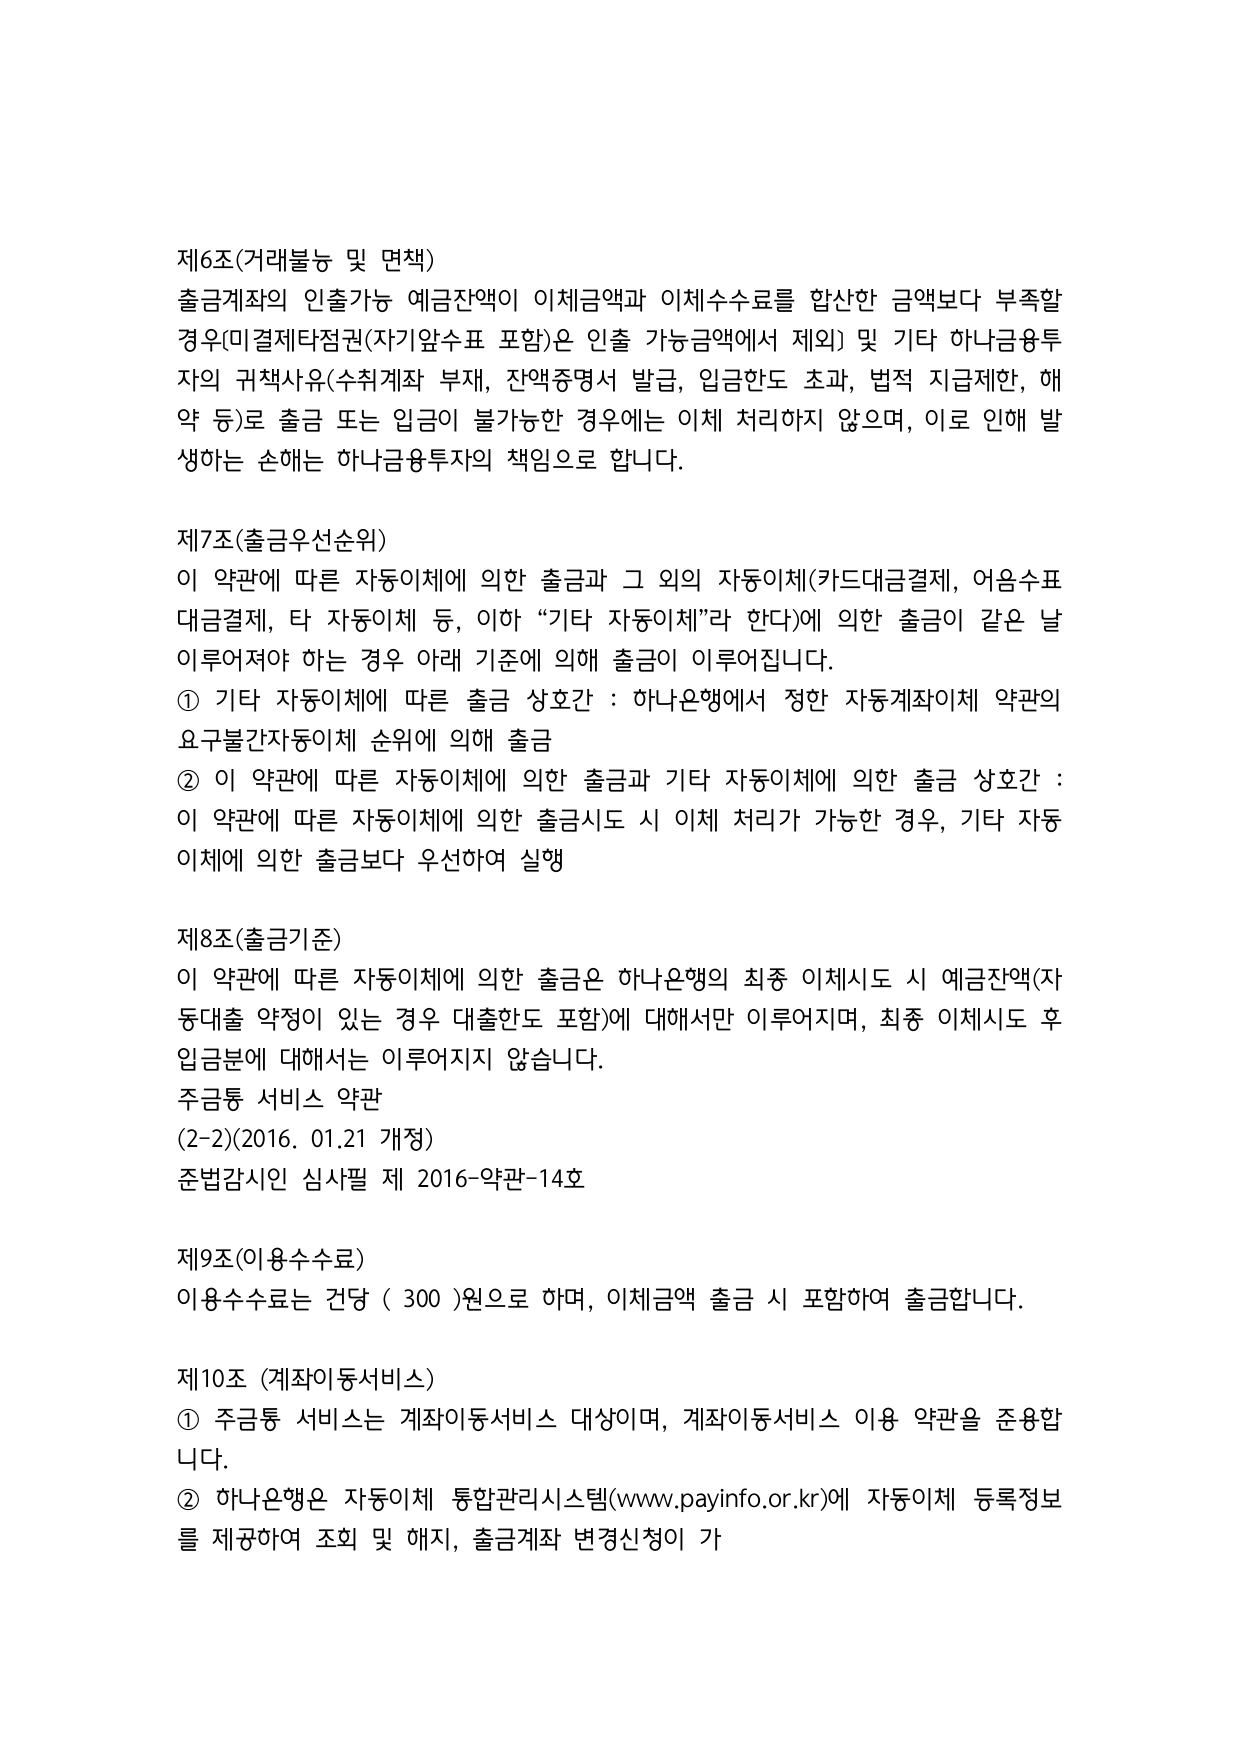 제6조(거래불능 및 면책)
출금계좌의 인출가능 예금잔액이 이체금액과 이체수수료를 합산한 금액보다 부족할
경우〔미결제타점권(자기앞수표 포함)은 인출 가능금액에서 제외〕 및 기타 하나금융투
자의 귀책사유(수취계좌 부재, 잔액증명서 발급, 입금한도 초과, 법적 지급제한, 해
약 등)로 출금 또는 입금이 불가능한 경우에는 이체 처리하지 않으며, 이로 인해 발
생하는 손해는 하나금융투자의 책임으로 합니다.
제7조(출금우선순위)
이 약관에 따른 자동이체에 의한 출금과 그 외의 자동이체(카드대금결제, 어음수표
대금결제, 타 자동이체 등, 이하 “기타 자동이체”라 한다)에 의한 출금이 같은 날
이루어져야 하는 경우 아래 기준에 의해 출금이 이루어집니다.
① 기타 자동이체에 따른 출금 상호간 : 하나은행에서 정한 자동계좌이체 약관의
요구불간자동이체 순위에 의해 출금
② 이 약관에 따른 자동이체에 의한 출금과 기타 자동이체에 의한 출금 상호간 :
이 약관에 따른 자동이체에 의한 출금시도 시 이체 처리가 가능한 경우, 기타 자동
이체에 의한 출금보다 우선하여 실행
제8조(출금기준)
이 약관에 따른 자동이체에 의한 출금은 하나은행의 최종 이체시도 시 예금잔액(자
동대출 약정이 있는 경우 대출한도 포함)에 대해서만 이루어지며, 최종 이체시도 후
입금분에 대해서는 이루어지지 않습니다.
주금통 서비스 약관
(2-2)(2016. 01.21 개정)
준법감시인 심사필 제 2016-약관-14호
제9조(이용수수료)
이용수수료는 건당 ( 300 )원으로 하며, 이체금액 출금 시 포함하여 출금합니다.
제10조 (계좌이동서비스)
① 주금통 서비스는 계좌이동서비스 대상이며, 계좌이동서비스 이용 약관을 준용합
니다.
② 하나은행은 자동이체 통합관리시스템(www.payinfo.or.kr)에 자동이체 등록정보
를 제공하여 조회 및 해지, 출금계좌 변경신청이 가